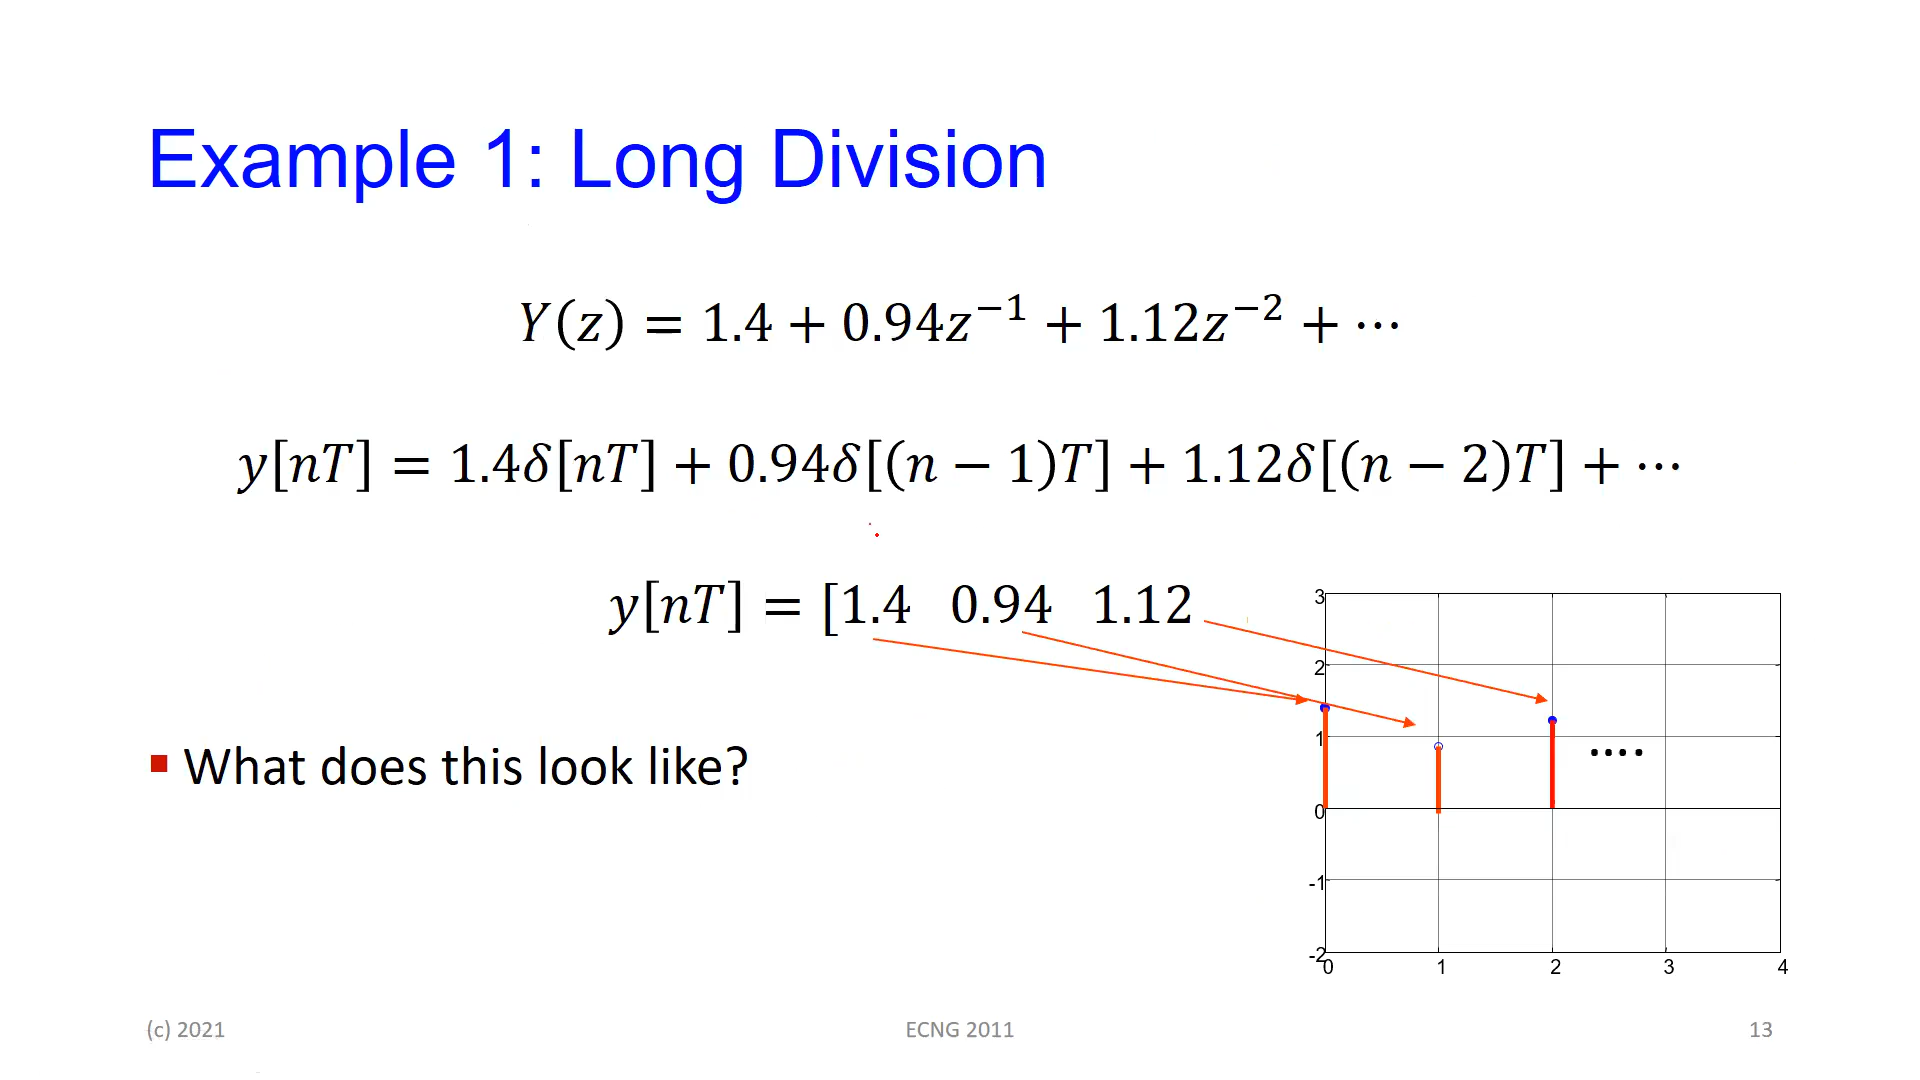 Example 1: Long Division
Y(z) = 1.4 + 0.94z⁻¹ + 1.12z⁻² + ⋯
y[nT] = 1.4δ[nT] + 0.94δ[(n − 1)T] + 1.12δ[(n − 2)T] + ⋯
y[nT] = [1.4 0.94 1.12
3
2
1
0
-1
-2
0 1 2 3 4
....
▪ What does this look like?
(c) 2021 ECNG 2011 13